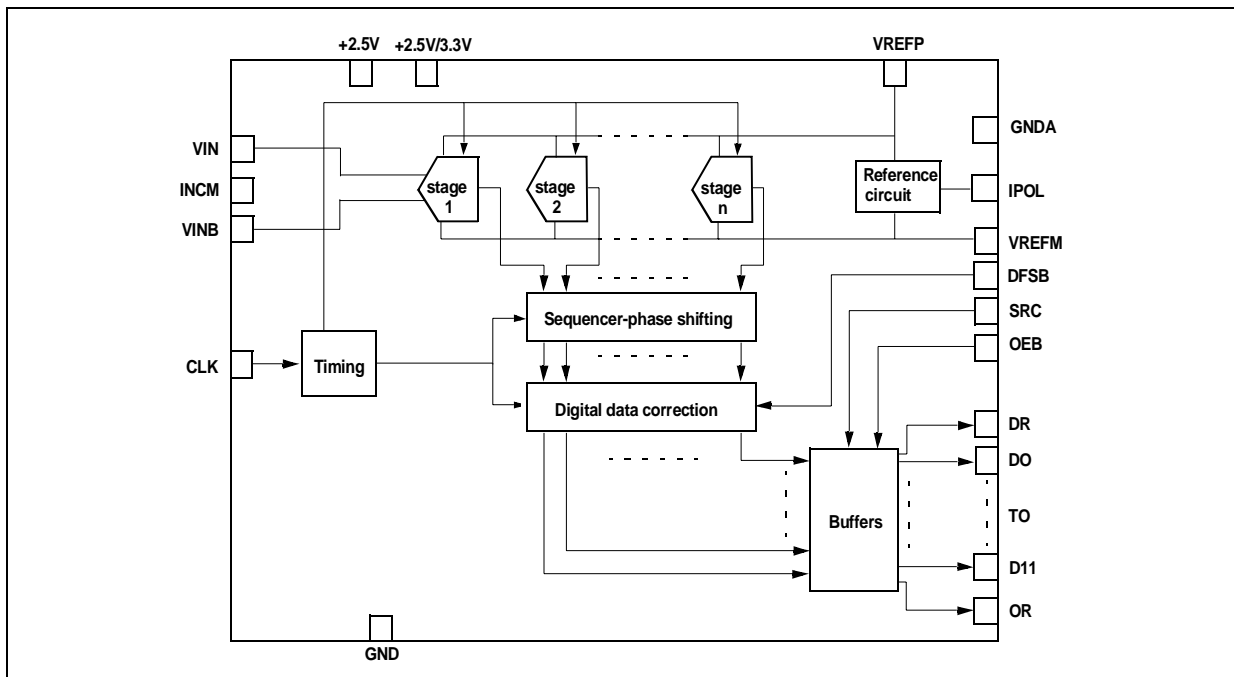 +2.5V
+2.5V/3.3V
VREFP
GNDA
VIN
INCM
VINB
stage
1
stage
2
stage
n
Reference
circuit
IPOL
VREFM
DFSB
SRC
OEB
Sequencer-phase shifting
CLK
Timing
Digital data correction
DR
DO
Buffers
TO
D11
OR
GND